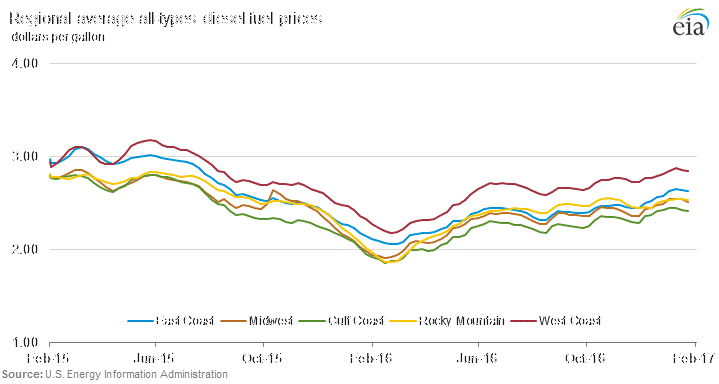 Regional average all-types diesel fuel prices
dollars per gallon
eia
4.00
3.00
2.00
1.00
East Coast Midwest Gulf Coast Rocky Mountain West Coast
Feb-15 Jun-15 Oct-15 Feb-16 Jun-16 Oct-16 Feb-17
Source: U.S. Energy Information Administration